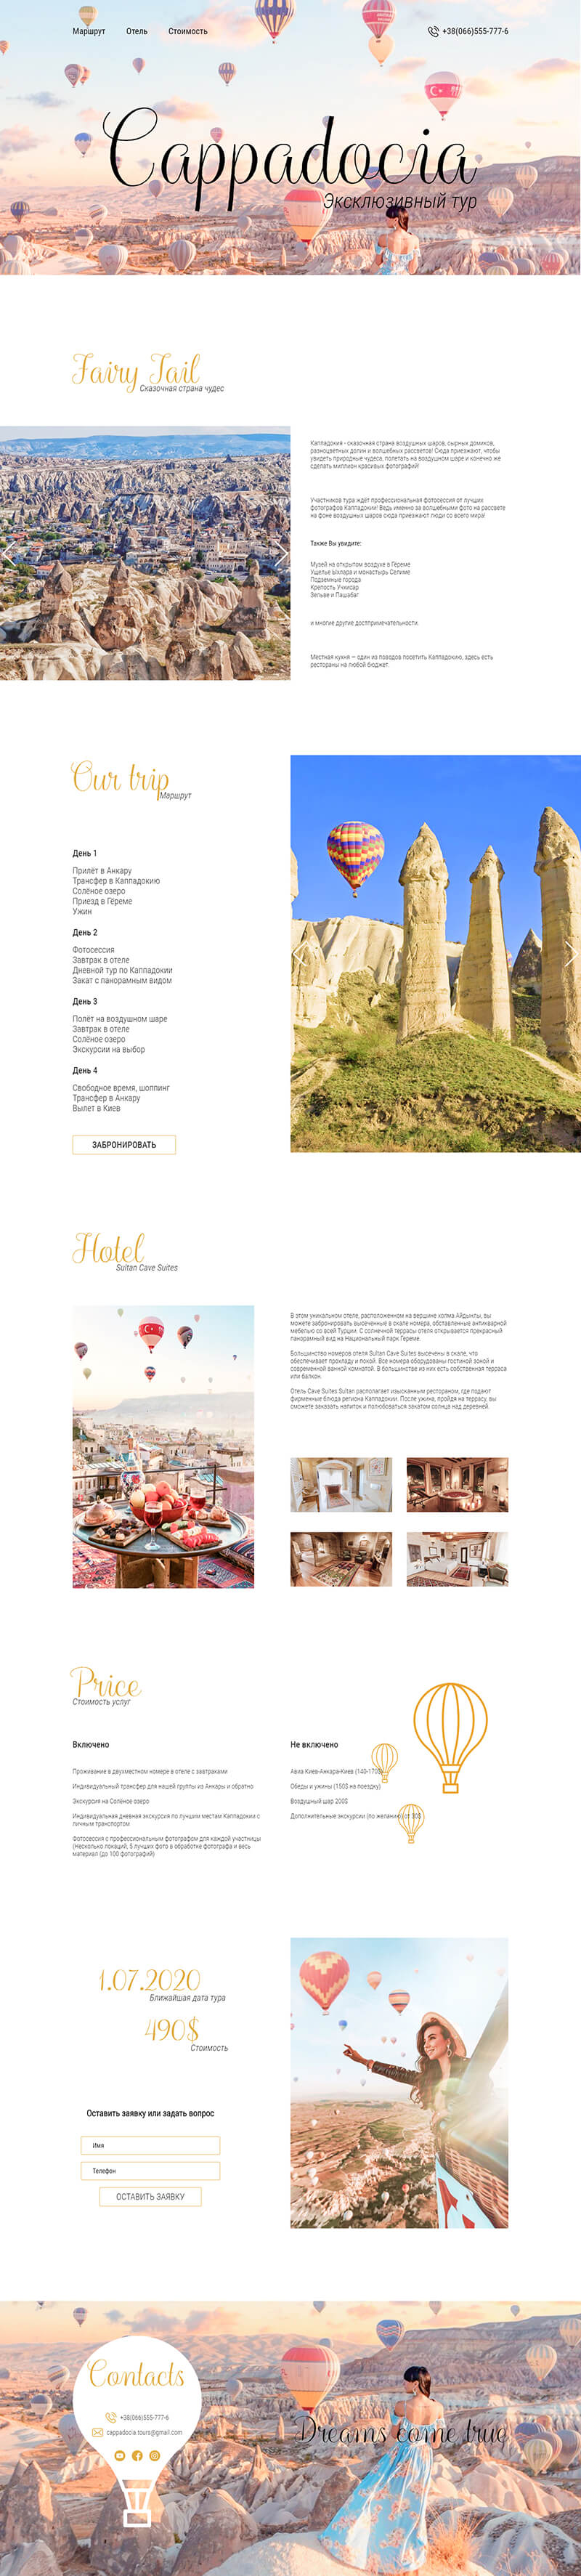 Маршрут Отель Стоимость +38(066)555-777-6
Cappadocia
Эксклюзивный тур
Fairy Tail
Сказочная страна чудес
Каппадокия - сказочная страна воздушных шаров, сырных домиков,
разноцветных долин и волшебных рассветов! Сюда приезжают, чтобы
увидеть природные чудеса, полетать на воздушном шаре и конечно же
сделать миллион красивых фотографий!
Участников тура ждёт профессиональная фотосессия от лучших
фотографов Каппадокии! Ведь именно за волшебными фото на рассвете
на фоне воздушных шаров сюда приезжают люди со всего мира!
Также Вы увидите:
Музей на открытом воздухе в Гёреме
Ущелье Ыхлара и монастырь Селиме
Подземные города
Крепость Учхисар
Зельве и Пашабаг
и многие другие достпримечательности.
Местная кухня — один из поводов посетить Каппадокию, здесь есть
рестораны на любой бюджет.
Our trip
Маршрут
День 1
Прилёт в Анкару
Трансфер в Каппадокию
Солёное озеро
Приезд в Гёреме
Ужин
День 2
Фотосессия
Завтрак в отеле
Дневной тур по Каппадокии
Закат с панорамным видом
День 3
Полёт на воздушном шаре
Завтрак в отеле
Солёное озеро
Экскурсии на выбор
День 4
Свободное время, шоппинг
Трансфер в Анкару
Вылет в Киев
ЗАБРОНИРОВАТЬ
Hotel
Sultan Cave Suites
В этом уникальном отеле, расположенном на вершине холма Айдынлы, вы
можете забронировать высеченные в скале номера, обставленные антикварной
мебелью со всей Турции. С солнечной террасы отеля открывается прекрасный
панорамный вид на Национальный парк Гёреме.
Большинство номеров отеля Sultan Cave Suites высечены в скале, что
обеспечивает прохладу и покой. Все номера оборудованы гостиной зоной и
современной ванной комнатой. В большинстве из них есть собственная терраса
или балкон.
Отель Cave Suites Sultan располагает изысканным рестораном, где подают
фирменные блюда региона Каппадокии. После ужина, пройдя на террасу, вы
сможете заказать напиток и полюбоваться закатом солнца над деревней.
Price
Стоимость услуг
Включено
Проживание в двухместном номере в отеле с завтраками
Индивидуальный трансфер для нашей группы из Анкары и обратно
Экскурсия на Солёное озеро
Индивидуальная дневная экскурсия по лучшим местам Каппадокии с
личным транспортом
Фотосессия с профессиональным фотографом для каждой участницы
(Несколько локаций, 5 лучших фото в обработке фотографа и весь
материал (до 100 фотографий)
Не включено
Авиа Киев-Анкара-Киев (140-170$)
Обеды и ужины (150$ на поездку)
Воздушный шар 200$
Дополнительные экскурсии (по желанию) от 30$
1.07.2020
Ближайшая дата тура
490$
Стоимость
Оставить заявку или задать вопрос
Имя
Телефон
ОСТАВИТЬ ЗАЯВКУ
Contacts
+38(066)555-777-6
cappadocia.tours@gmail.com
Dreams come true